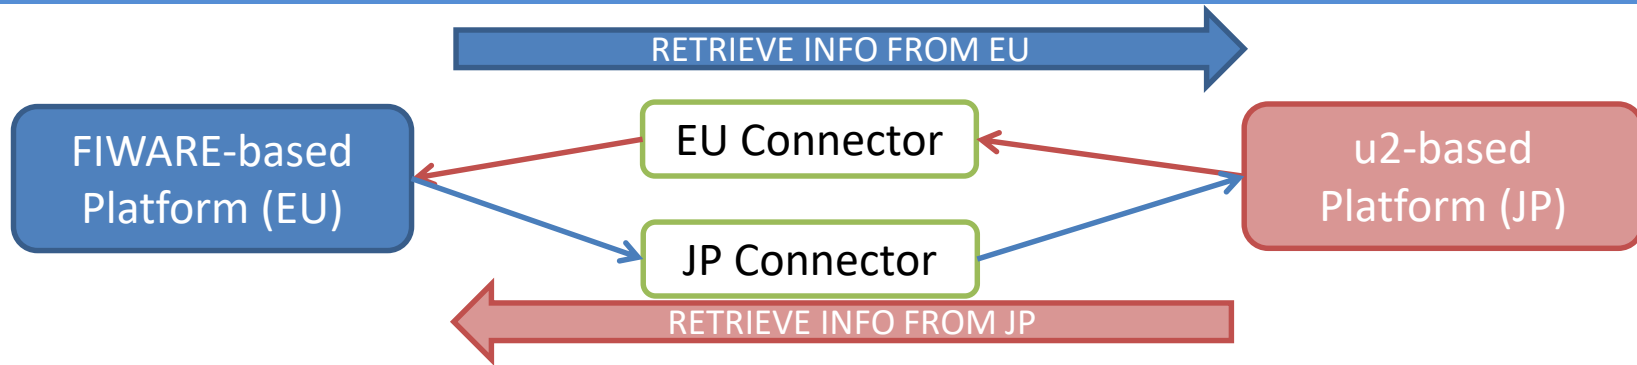 RETRIEVE INFO FROM EU
FIWARE-based
Platform (EU)
EU Connector
JP Connector
u2-based
Platform (JP)
RETRIEVE INFO FROM JP